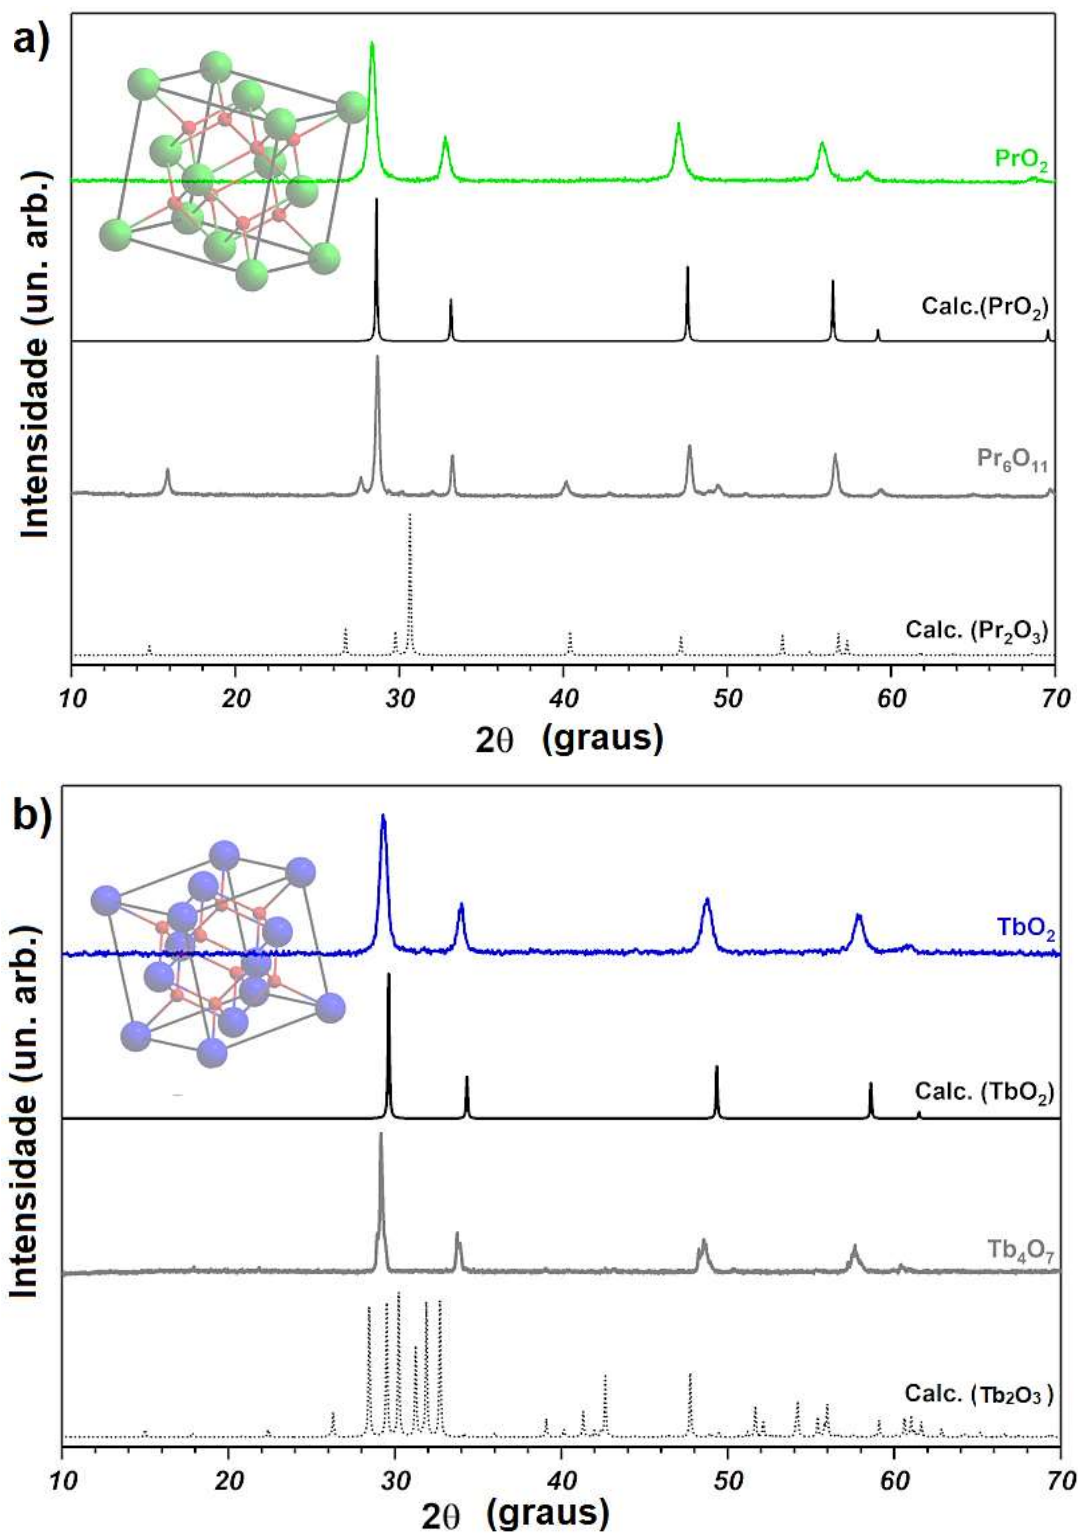 a)
Intensidade (un. arb.)
PrO₂
Calc.(PrO₂)
Pr₆O₁₁
Calc. (Pr₂O₃)
10 20 30 40 50 60 70
2θ (graus)
b)
Intensidade (un. arb.)
TbO₂
Calc. (TbO₂)
Tb₄O₇
Calc. (Tb₂O₃)
10 20 30 40 50 60 70
2θ (graus)